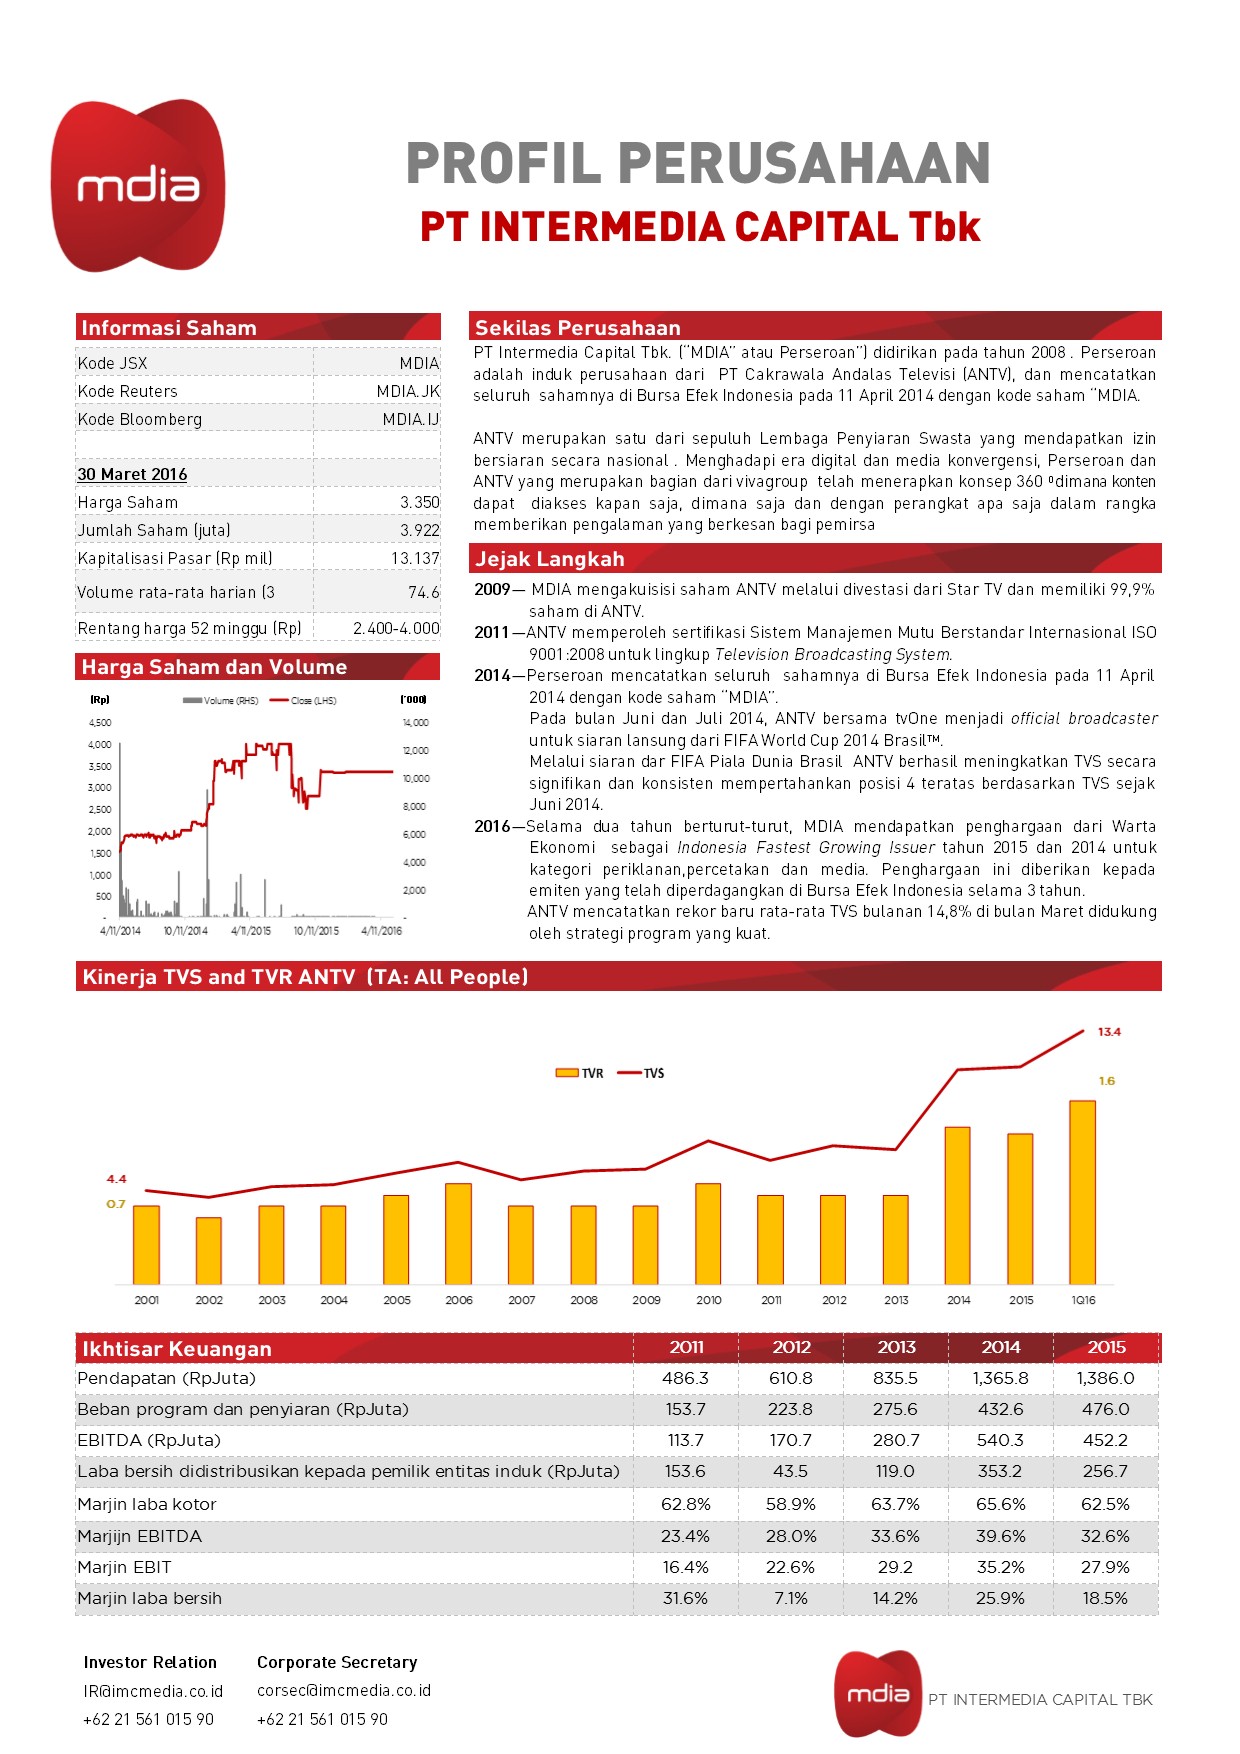 mdia
PROFIL PERUSAHAAN
PT INTERMEDIA CAPITAL Tbk
Informasi Saham
Kode JSX MDIA
Kode Reuters MDIA.JK
Kode Bloomberg MDIA.IJ
30 Maret 2016
Harga Saham 3.350
Jumlah Saham (juta) 3.922
Kapitalisasi Pasar (Rp mil) 13.137
Volume rata-rata harian (3 74.6
Rentang harga 52 minggu (Rp) 2.400-4.000
Harga Saham dan Volume
(Rp) Volume (RHS) Close (LHS) ('000)
4,500 14,000
4,000 12,000
3,500 10,000
3,000 8,000
2,500 6,000
2,000 4,000
1,500 2,000
1,000 -
500
-
4/11/2014 10/11/2014 4/11/2015 10/11/2015 4/11/2016
Sekilas Perusahaan
PT Intermedia Capital Tbk. (“MDIA” atau Perseroan”) didirikan pada tahun 2008 . Perseroan
adalah induk perusahaan dari PT Cakrawala Andalas Televisi (ANTV), dan mencatatkan
seluruh sahamnya di Bursa Efek Indonesia pada 11 April 2014 dengan kode saham “MDIA.
ANTV merupakan satu dari sepuluh Lembaga Penyiaran Swasta yang mendapatkan izin
bersiaran secara nasional . Menghadapi era digital dan media konvergensi, Perseroan dan
ANTV yang merupakan bagian dari vivagroup telah menerapkan konsep 360 ⁰dimana konten
dapat diakses kapan saja, dimana saja dan dengan perangkat apa saja dalam rangka
memberikan pengalaman yang berkesan bagi pemirsa
Jejak Langkah
2009— MDIA mengakuisisi saham ANTV melalui divestasi dari Star TV dan memiliki 99,9%
saham di ANTV.
2011—ANTV memperoleh sertifikasi Sistem Manajemen Mutu Berstandar Internasional ISO
9001:2008 untuk lingkup Television Broadcasting System.
2014—Perseroan mencatatkan seluruh sahamnya di Bursa Efek Indonesia pada 11 April
2014 dengan kode saham “MDIA”.
Pada bulan Juni dan Juli 2014, ANTV bersama tvOne menjadi official broadcaster
untuk siaran lansung dari FIFA World Cup 2014 Brasil™.
Melalui siaran dar FIFA Piala Dunia Brasil ANTV berhasil meningkatkan TVS secara
signifikan dan konsisten mempertahankan posisi 4 teratas berdasarkan TVS sejak
Juni 2014.
2016—Selama dua tahun berturut-turut, MDIA mendapatkan penghargaan dari Warta
Ekonomi sebagai Indonesia Fastest Growing Issuer tahun 2015 dan 2014 untuk
kategori periklanan,percetakan dan media. Penghargaan ini diberikan kepada
emiten yang telah diperdagangkan di Bursa Efek Indonesia selama 3 tahun.
ANTV mencatatkan rekor baru rata-rata TVS bulanan 14,8% di bulan Maret didukung
oleh strategi program yang kuat.
Kinerja TVS and TVR ANTV (TA: All People)
TVR TVS
13.4
1.6
4.4
0.7
2001 2002 2003 2004 2005 2006 2007 2008 2009 2010 2011 2012 2013 2014 2015 1Q16
Ikhtisar Keuangan 2011 2012 2013 2014 2015
Pendapatan (RpJuta) 486.3 610.8 835.5 1,365.8 1,386.0
Beban program dan penyiaran (RpJuta) 153.7 223.8 275.6 432.6 476.0
EBITDA (RpJuta) 113.7 170.7 280.7 540.3 452.2
Laba bersih didistribusikan kepada pemilik entitas induk (RpJuta) 153.6 43.5 119.0 353.2 256.7
Marjin laba kotor 62.8% 58.9% 63.7% 65.6% 62.5%
Marjijn EBITDA 23.4% 28.0% 33.6% 39.6% 32.6%
Marjin EBIT 16.4% 22.6% 29.2 35.2% 27.9%
Marjin laba bersih 31.6% 7.1% 14.2% 25.9% 18.5%
Investor Relation
IR@imcmedia.co.id
+62 21 561 015 90
Corporate Secretary
corsec@imcmedia.co.id
+62 21 561 015 90
mdia
PT INTERMEDIA CAPITAL TBK